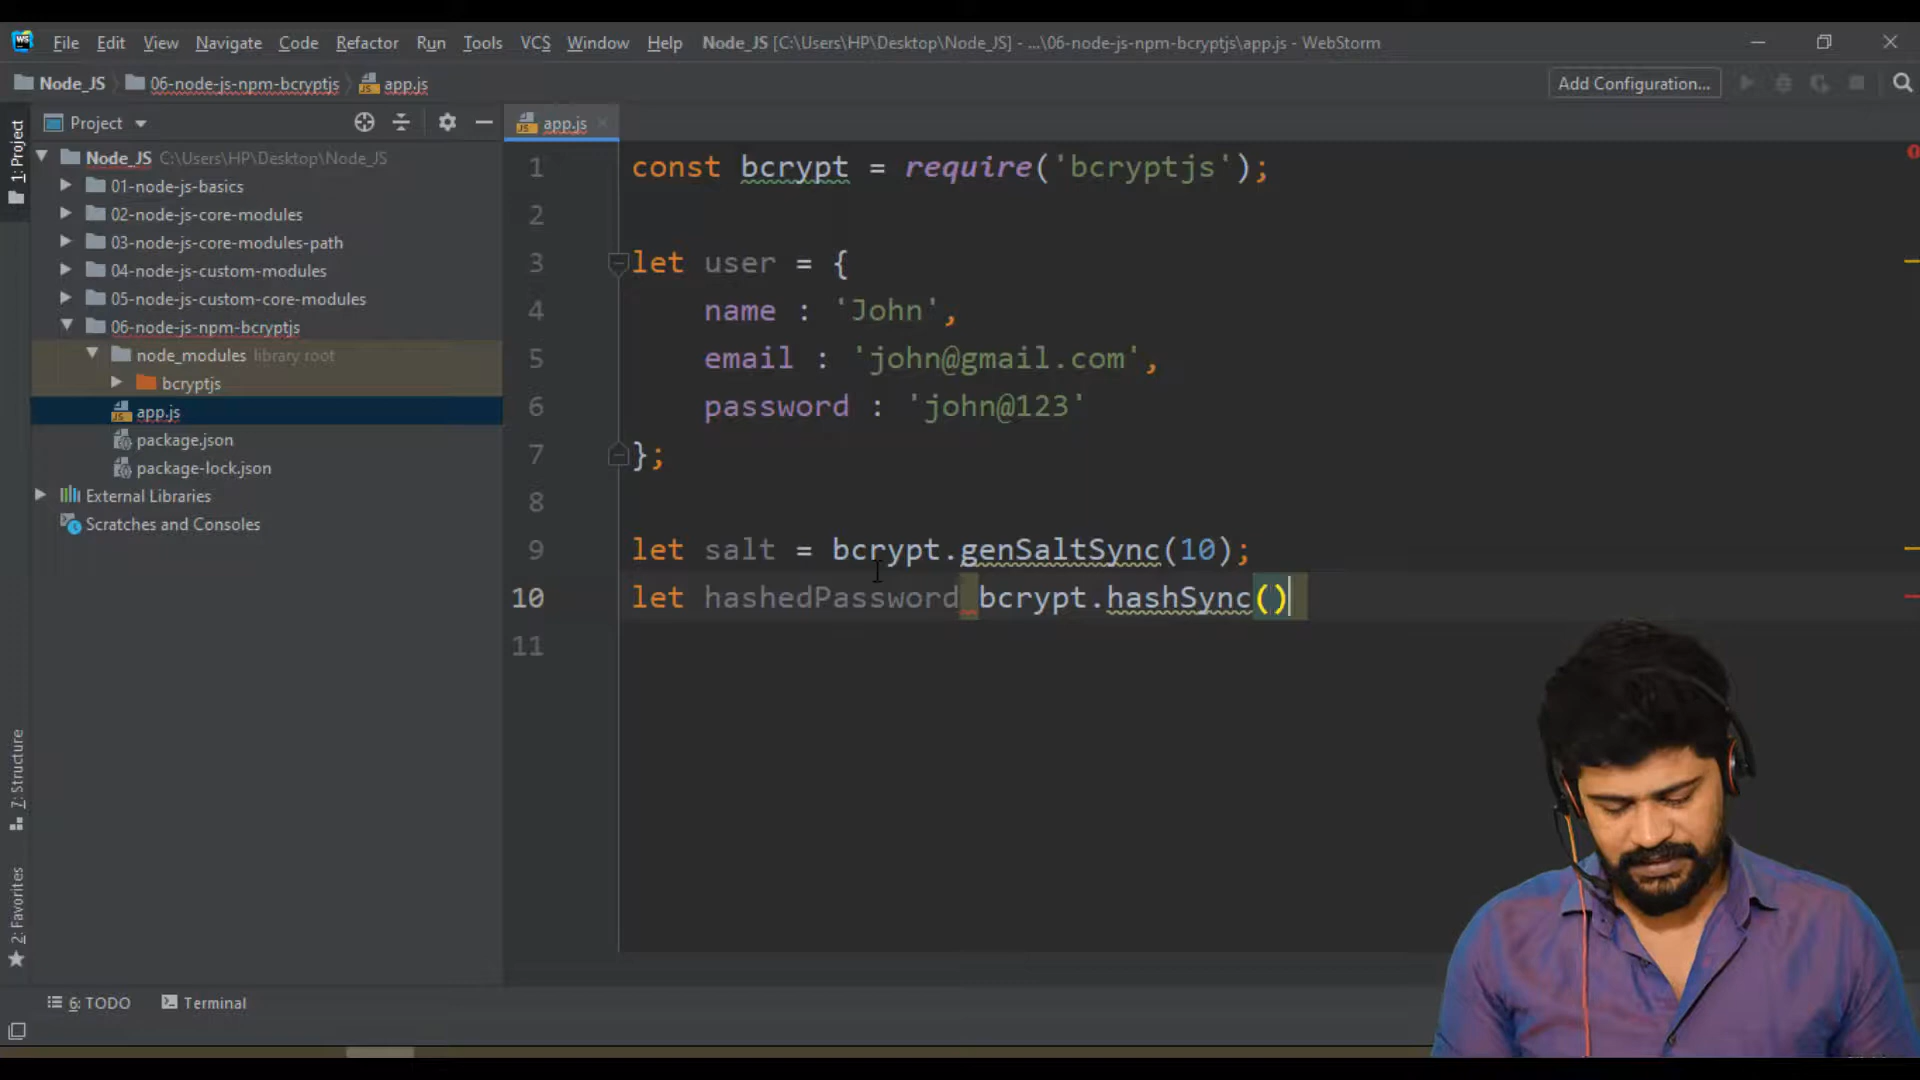 WS File Edit View Navigate Code Refactor Run Tools VCS Window Help Node_JS [C:\Users\HP\Desktop\Node_JS] - ...\06-node-js-npm-bcryptjs\app.js - WebStorm
Node_JS 06-node-js-npm-bcryptjs app.js Add Configuration...
Project
app.js
Node_JS C:\Users\HP\Desktop\Node_JS
01-node-js-basics
02-node-js-core-modules
03-node-js-core-modules-path
04-node-js-custom-modules
05-node-js-custom-core-modules
06-node-js-npm-bcryptjs
node_modules library root
bcryptjs
app.js
package.json
package-lock.json
External Libraries
Scratches and Consoles
1: Project
7: Structure
2: Favorites
1 const bcrypt = require('bcryptjs');
2
3 let user = {
4 name : 'John',
5 email : 'john@gmail.com',
6 password : 'john@123'
7 };
8
9 let salt = bcrypt.genSaltSync(10);
10 let hashedPassword bcrypt.hashSync()
11
6: TODO Terminal